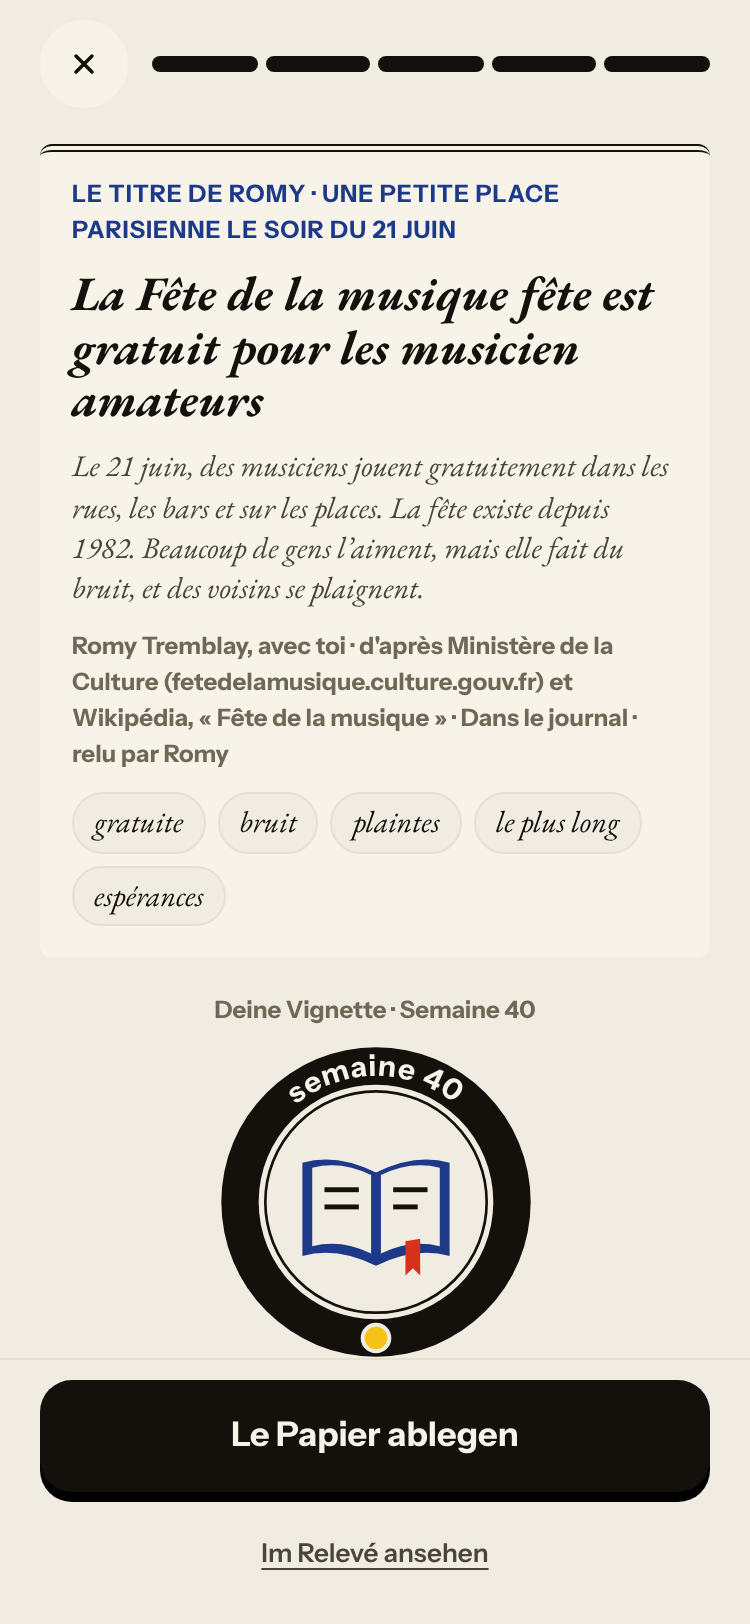 LE TITRE DE ROMY · UNE PETITE PLACE
PARISIENNE LE SOIR DU 21 JUIN
La Fête de la musique fête est
gratuit pour les musicien
amateurs
Le 21 juin, des musiciens jouent gratuitement dans les
rues, les bars et sur les places. La fête existe depuis
1982. Beaucoup de gens l’aiment, mais elle fait du
bruit, et des voisins se plaignent.
Romy Tremblay, avec toi · d'après Ministère de la
Culture (fetedelamusique.culture.gouv.fr) et
Wikipédia, « Fête de la musique » · Dans le journal ·
relu par Romy
gratuite bruit plaintes le plus long
espérances
Deine Vignette · Semaine 40
semaine 40
Le Papier ablegen
Im Relevé ansehen